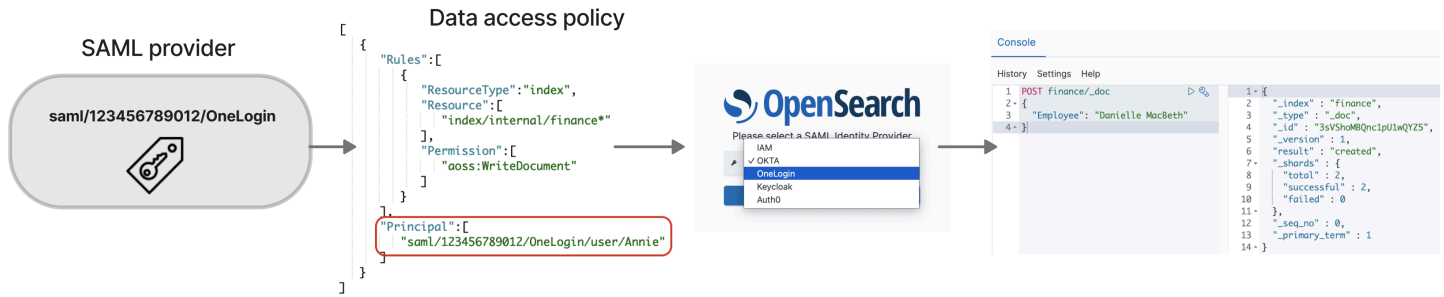 SAML provider
saml/123456789012/OneLogin
Data access policy
[
{
"Rules":[
{
"ResourceType":"index",
"Resource":[
"index/internal/finance*"
],
"Permission":[
"aoss:WriteDocument"
]
}
],
"Principal":[
"saml/123456789012/OneLogin/user/Annie"
]
}
]
OpenSearch
Please select a SAML Identity Provider
IAM
✓ OKTA
OneLogin
Keycloak
Auth0
Console
History Settings Help
1 POST finance/_doc
2 {
3 "Employee": "Danielle MacBeth"
4 }
1 {
2 "_index" : "finance",
3 "_type" : "_doc",
4 "_id" : "3sVShoMBQnc1pU1wQYZ5",
5 "_version" : 1,
6 "result" : "created",
7 "_shards" : {
8 "total" : 2,
9 "successful" : 2,
10 "failed" : 0
11 },
12 "_seq_no" : 0,
13 "_primary_term" : 1
14 }